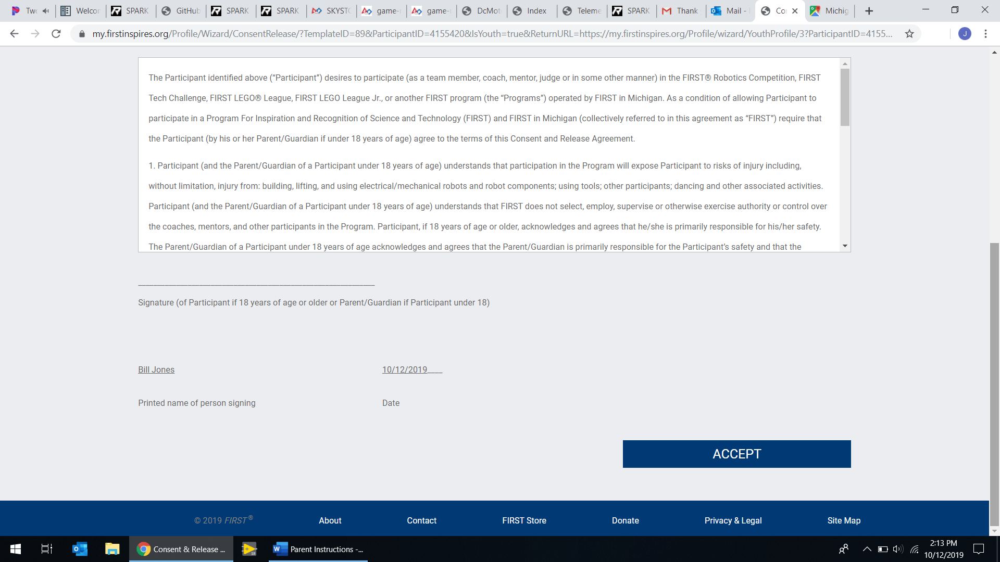 Two
Welcor
SPARK
GitHub
SPARK
SPARK
SKYSTO
game-
game-
DcMot
Index
Teleme
SPARK
Thank
Mail -
Co
Michig
my.firstinspires.org/Profile/Wizard/ConsentRelease/?TemplateID=89&ParticipantID=4155420&IsYouth=true&ReturnURL=https://my.firstinspires.org/Profile/wizard/YouthProfile/3?ParticipantID=4155...
J
The Participant identified above (“Participant”) desires to participate (as a team member, coach, mentor, judge or in some other manner) in the FIRST® Robotics Competition, FIRST
Tech Challenge, FIRST LEGO® League, FIRST LEGO League Jr., or another FIRST program (the “Programs”) operated by FIRST in Michigan. As a condition of allowing Participant to
participate in a Program For Inspiration and Recognition of Science and Technology (FIRST) and FIRST in Michigan (collectively referred to in this agreement as “FIRST”) require that
the Participant (by his or her Parent/Guardian if under 18 years of age) agree to the terms of this Consent and Release Agreement.
1. Participant (and the Parent/Guardian of a Participant under 18 years of age) understands that participation in the Program will expose Participant to risks of injury including,
without limitation, injury from: building, lifting, and using electrical/mechanical robots and robot components; using tools; other participants; dancing and other associated activities.
Participant (and the Parent/Guardian of a Participant under 18 years of age) understands that FIRST does not select, employ, supervise or otherwise exercise authority or control over
the coaches, mentors, and other participants in the Program. Participant, if 18 years of age or older, acknowledges and agrees that he/she is primarily responsible for his/her safety.
The Parent/Guardian of a Participant under 18 years of age acknowledges and agrees that the Parent/Guardian is primarily responsible for the Participant’s safety and that the
Signature (of Participant if 18 years of age or older or Parent/Guardian if Participant under 18)
Bill Jones
10/12/2019____
Printed name of person signing
Date
ACCEPT
© 2019 FIRST®
About
Contact
FIRST Store
Donate
Privacy & Legal
Site Map
Consent & Release ...
Parent Instructions -...
2:13 PM
10/12/2019